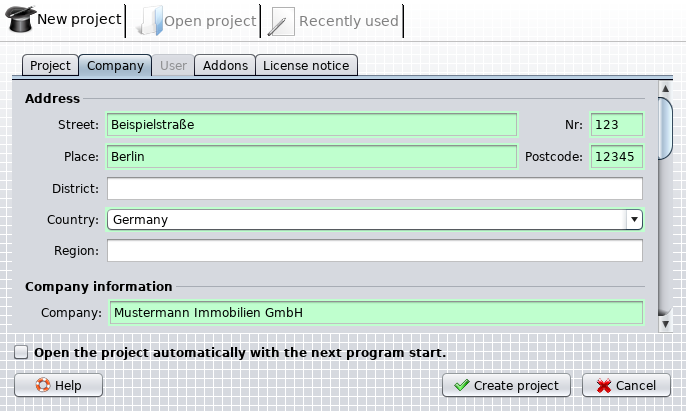 New project Open project Recently used
Project Company User Addons License notice
Address
Street: Beispielstraße Nr: 123
Place: Berlin Postcode: 12345
District:
Country: Germany
Region:
Company information
Company: Mustermann Immobilien GmbH
Open the project automatically with the next program start.
Help Create project Cancel